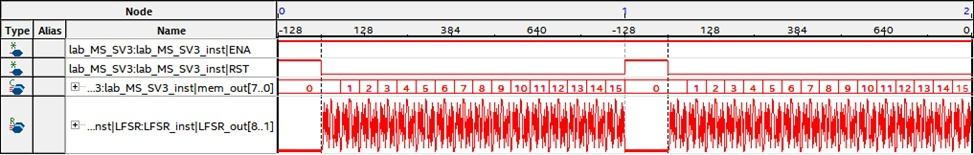 Node 0 1 2
Type Alias Name -128 128 384 640 -128 128 384 640 0
lab_MS_SV3:lab_MS_SV3_inst|ENA
lab_MS_SV3:lab_MS_SV3_inst|RST
...3:lab_MS_SV3_inst|mem_out[7..0] 0 1 2 3 4 5 6 7 8 9 10 11 12 13 14 15 0 1 2 3 4 5 6 7 8 9 10 11 12 13 14 15
...nst|LFSR:LFSR_inst|LFSR_out[8..1]